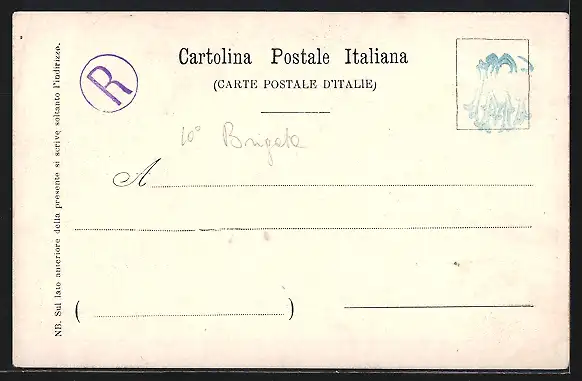 Cartolina Postale Italiana
(CARTE POSTALE D'ITALIE)
R
10° Brigata
A
( )
NB. Sul lato anteriore della presente si scrive soltanto l'indirizzo.